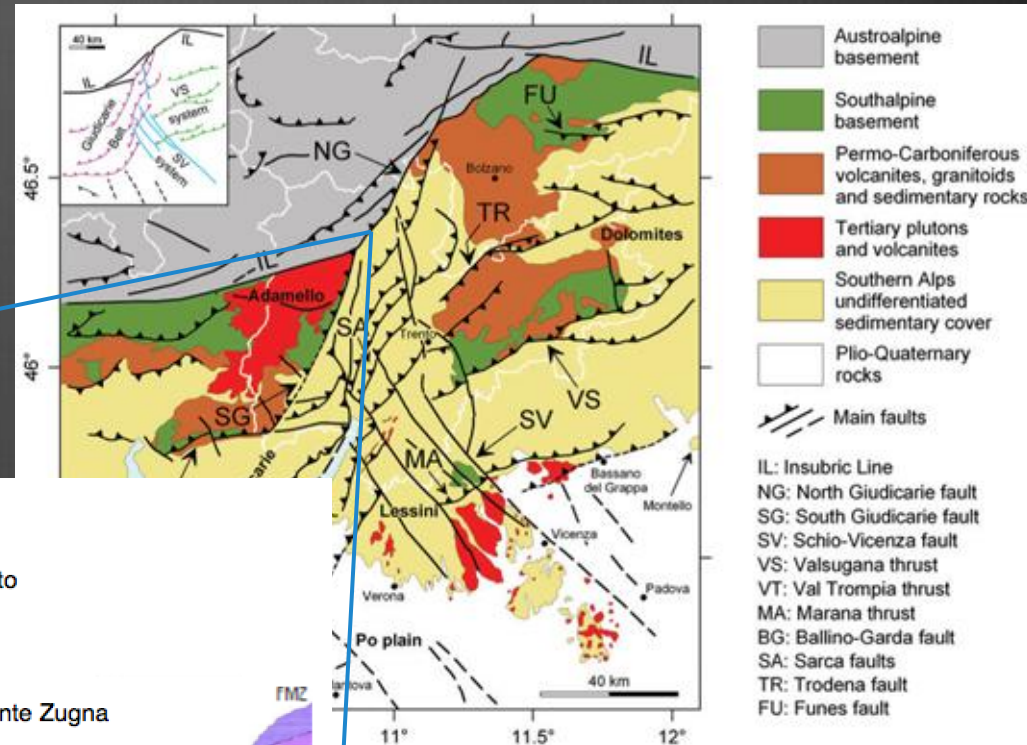 40 km
IL
IL
VS
system
Giudicarie
Belt
SV
system
IL
FU
NG
Bolzano
46.5°
TR
Dolomites
IL
Adamello
SA
Trento
46°
SG
VS
SV
MA
Bassano
del Grappa
Montello
Lessini
Vicenza
Verona
Padova
Po plain
40 km
11°
11.5°
12°
Austroalpine
basement
Southalpine
basement
Permo-Carboniferous
volcanites, granitoids
and sedimentary rocks
Tertiary plutons
and volcanites
Southern Alps
undifferentiated
sedimentary cover
Plio-Quaternary
rocks
Main faults
IL: Insubric Line
NG: North Giudicarie fault
SG: South Giudicarie fault
SV: Schio-Vicenza fault
VS: Valsugana thrust
VT: Val Trompia thrust
MA: Marana thrust
BG: Ballino-Garda fault
SA: Sarca faults
TR: Trodena fault
FU: Funes fault
to
FMZ
nte Zugna